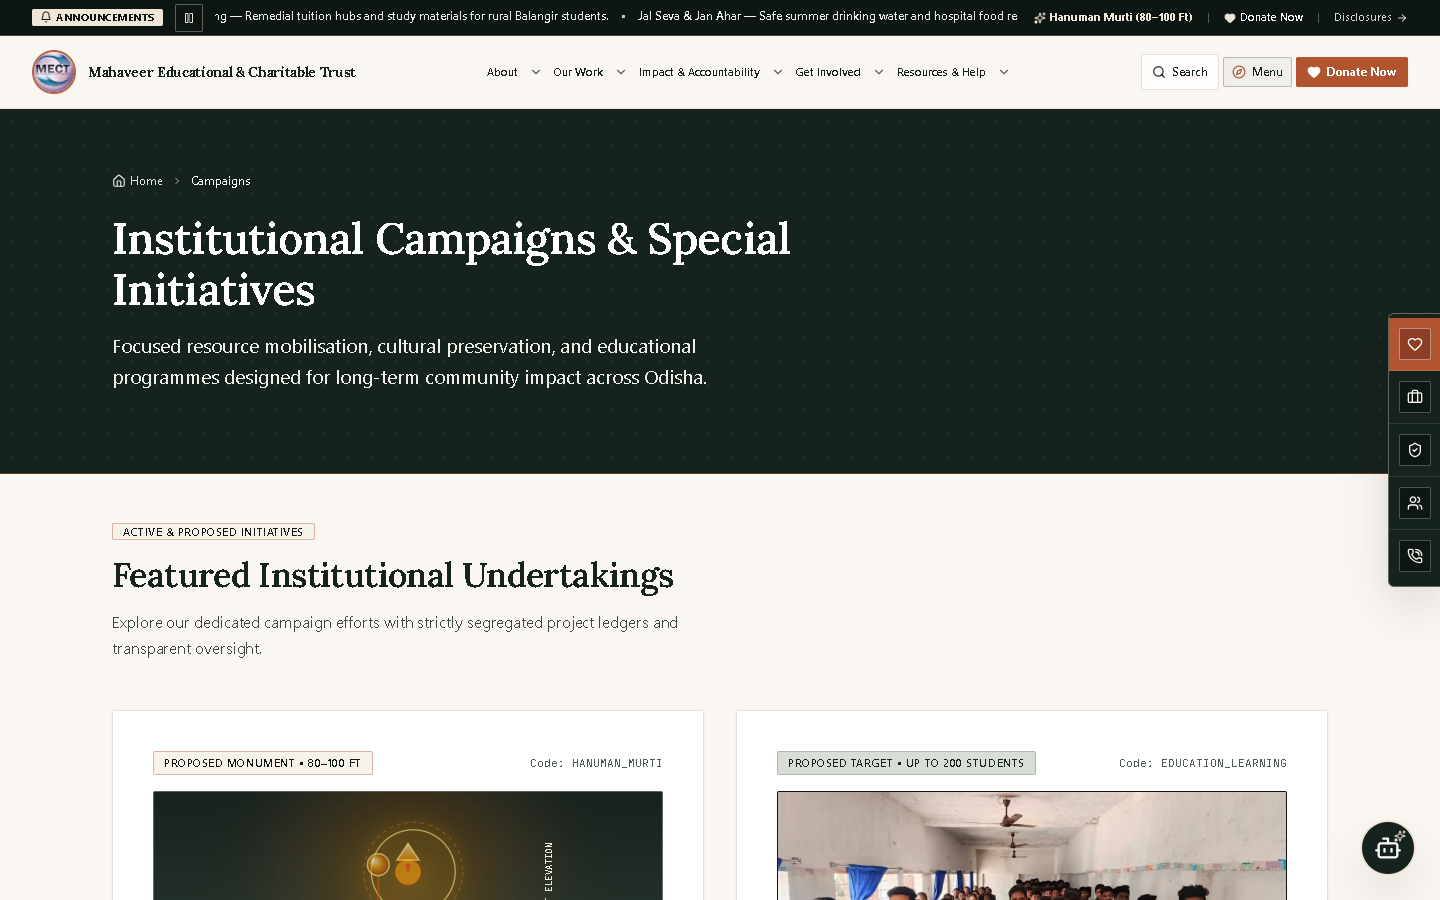 ANNOUNCEMENTS
ng — Remedial tuition hubs and study materials for rural Balangir students. • Jal Seva & Jan Ahar — Safe summer drinking water and hospital food re
Hanuman Murti (80–100 Ft) | Donate Now | Disclosures →
MECT
Mahaveer Educational & Charitable Trust
About Our Work Impact & Accountability Get Involved Resources & Help
Search Menu Donate Now
Home > Campaigns
Institutional Campaigns & Special
Initiatives
Focused resource mobilisation, cultural preservation, and educational
programmes designed for long-term community impact across Odisha.
ACTIVE & PROPOSED INITIATIVES
Featured Institutional Undertakings
Explore our dedicated campaign efforts with strictly segregated project ledgers and
transparent oversight.
PROPOSED MONUMENT • 80–100 FT
Code: HANUMAN_MURTI
ELEVATION
PROPOSED TARGET • UP TO 200 STUDENTS
Code: EDUCATION_LEARNING